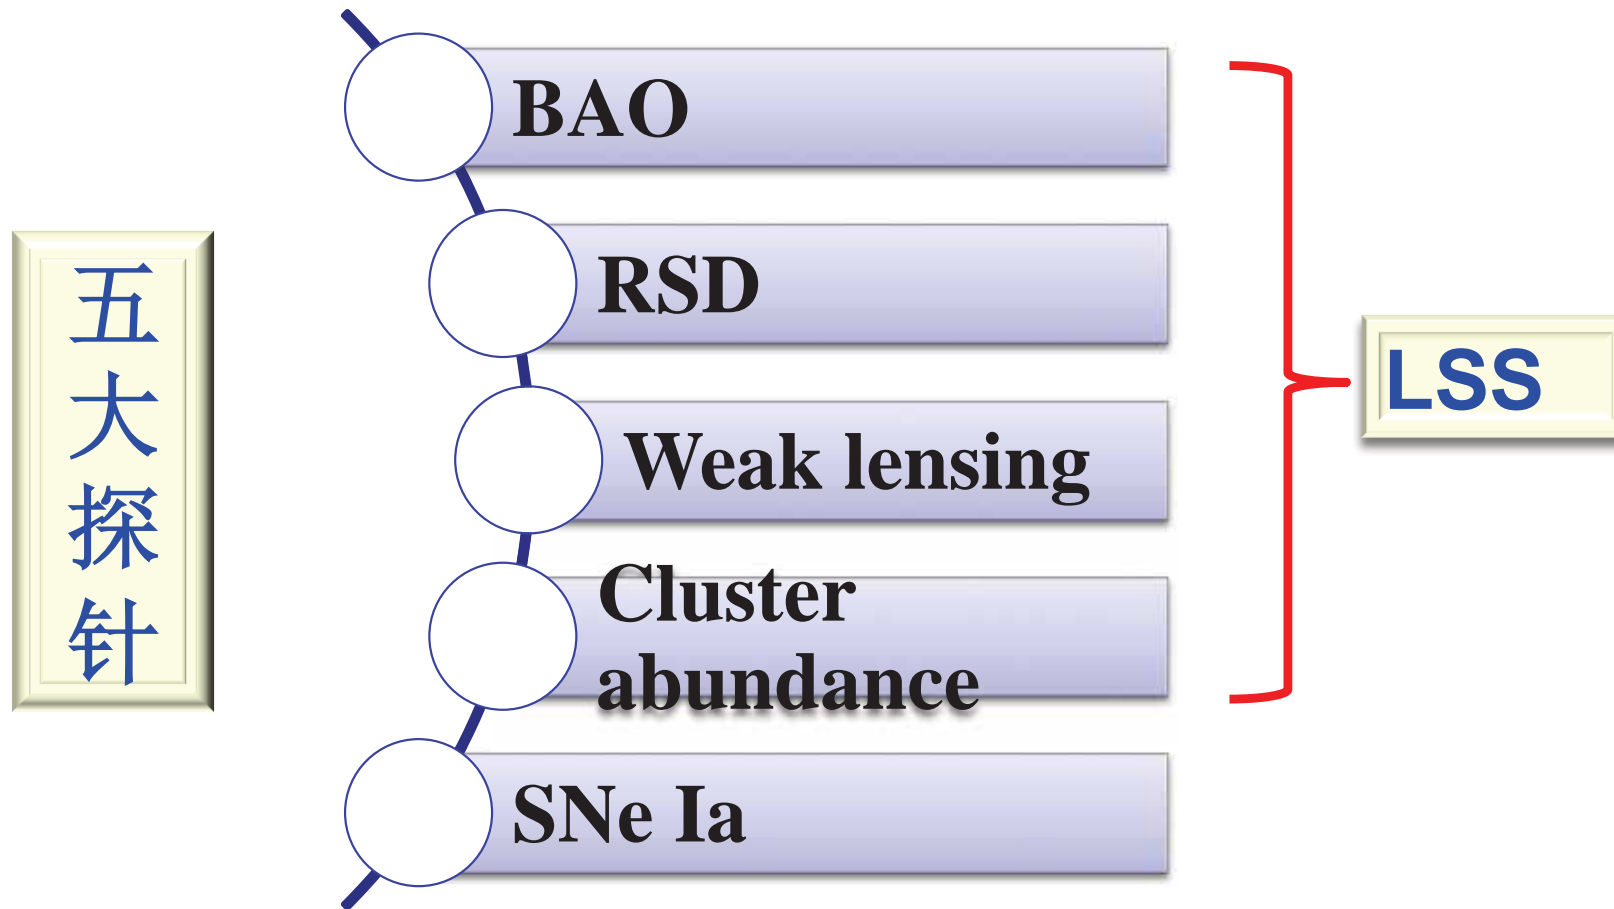 五大探针
BAO
RSD
Weak lensing
Cluster
abundance
SNe Ia
LSS